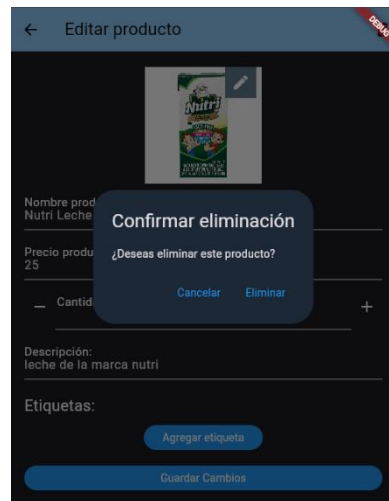 Editar producto
DEBUG
Nutri
Nombre prod
Nutri Leche
Confirmar eliminación
Precio produ
¿Deseas eliminar este producto?
25
Cancelar Eliminar
Cantid
Descripción:
leche de la marca nutri
Etiquetas:
Agregar etiqueta
Guardar Cambios